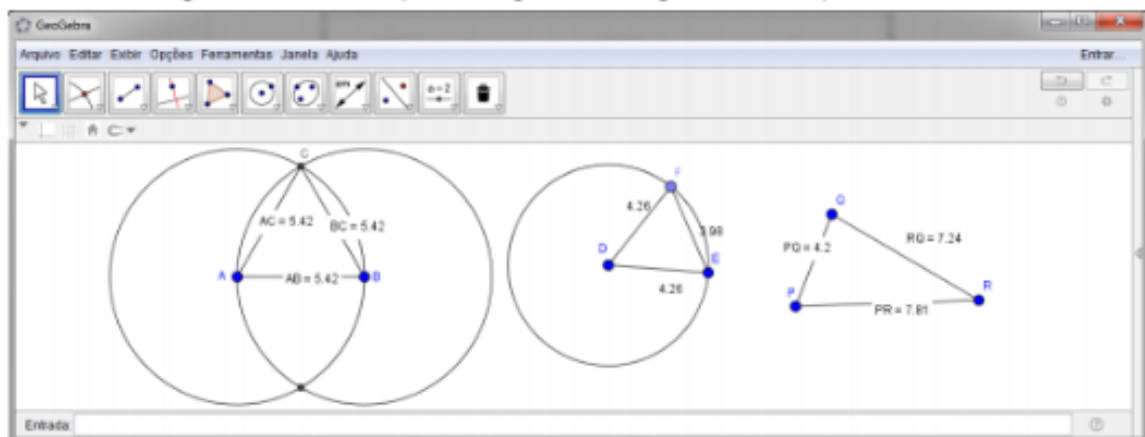 GeoGebra
Arquivo Editar Exibir Opções Ferramentas Janela Ajuda Entrar...
a=2
C
F
AC = 5.42
BC = 5.42
4.26
3.98
Q
PQ = 4.2
RQ = 7.24
A
AB = 5.42
B
D
E
4.26
P
R
PR = 7.81
Entrada: